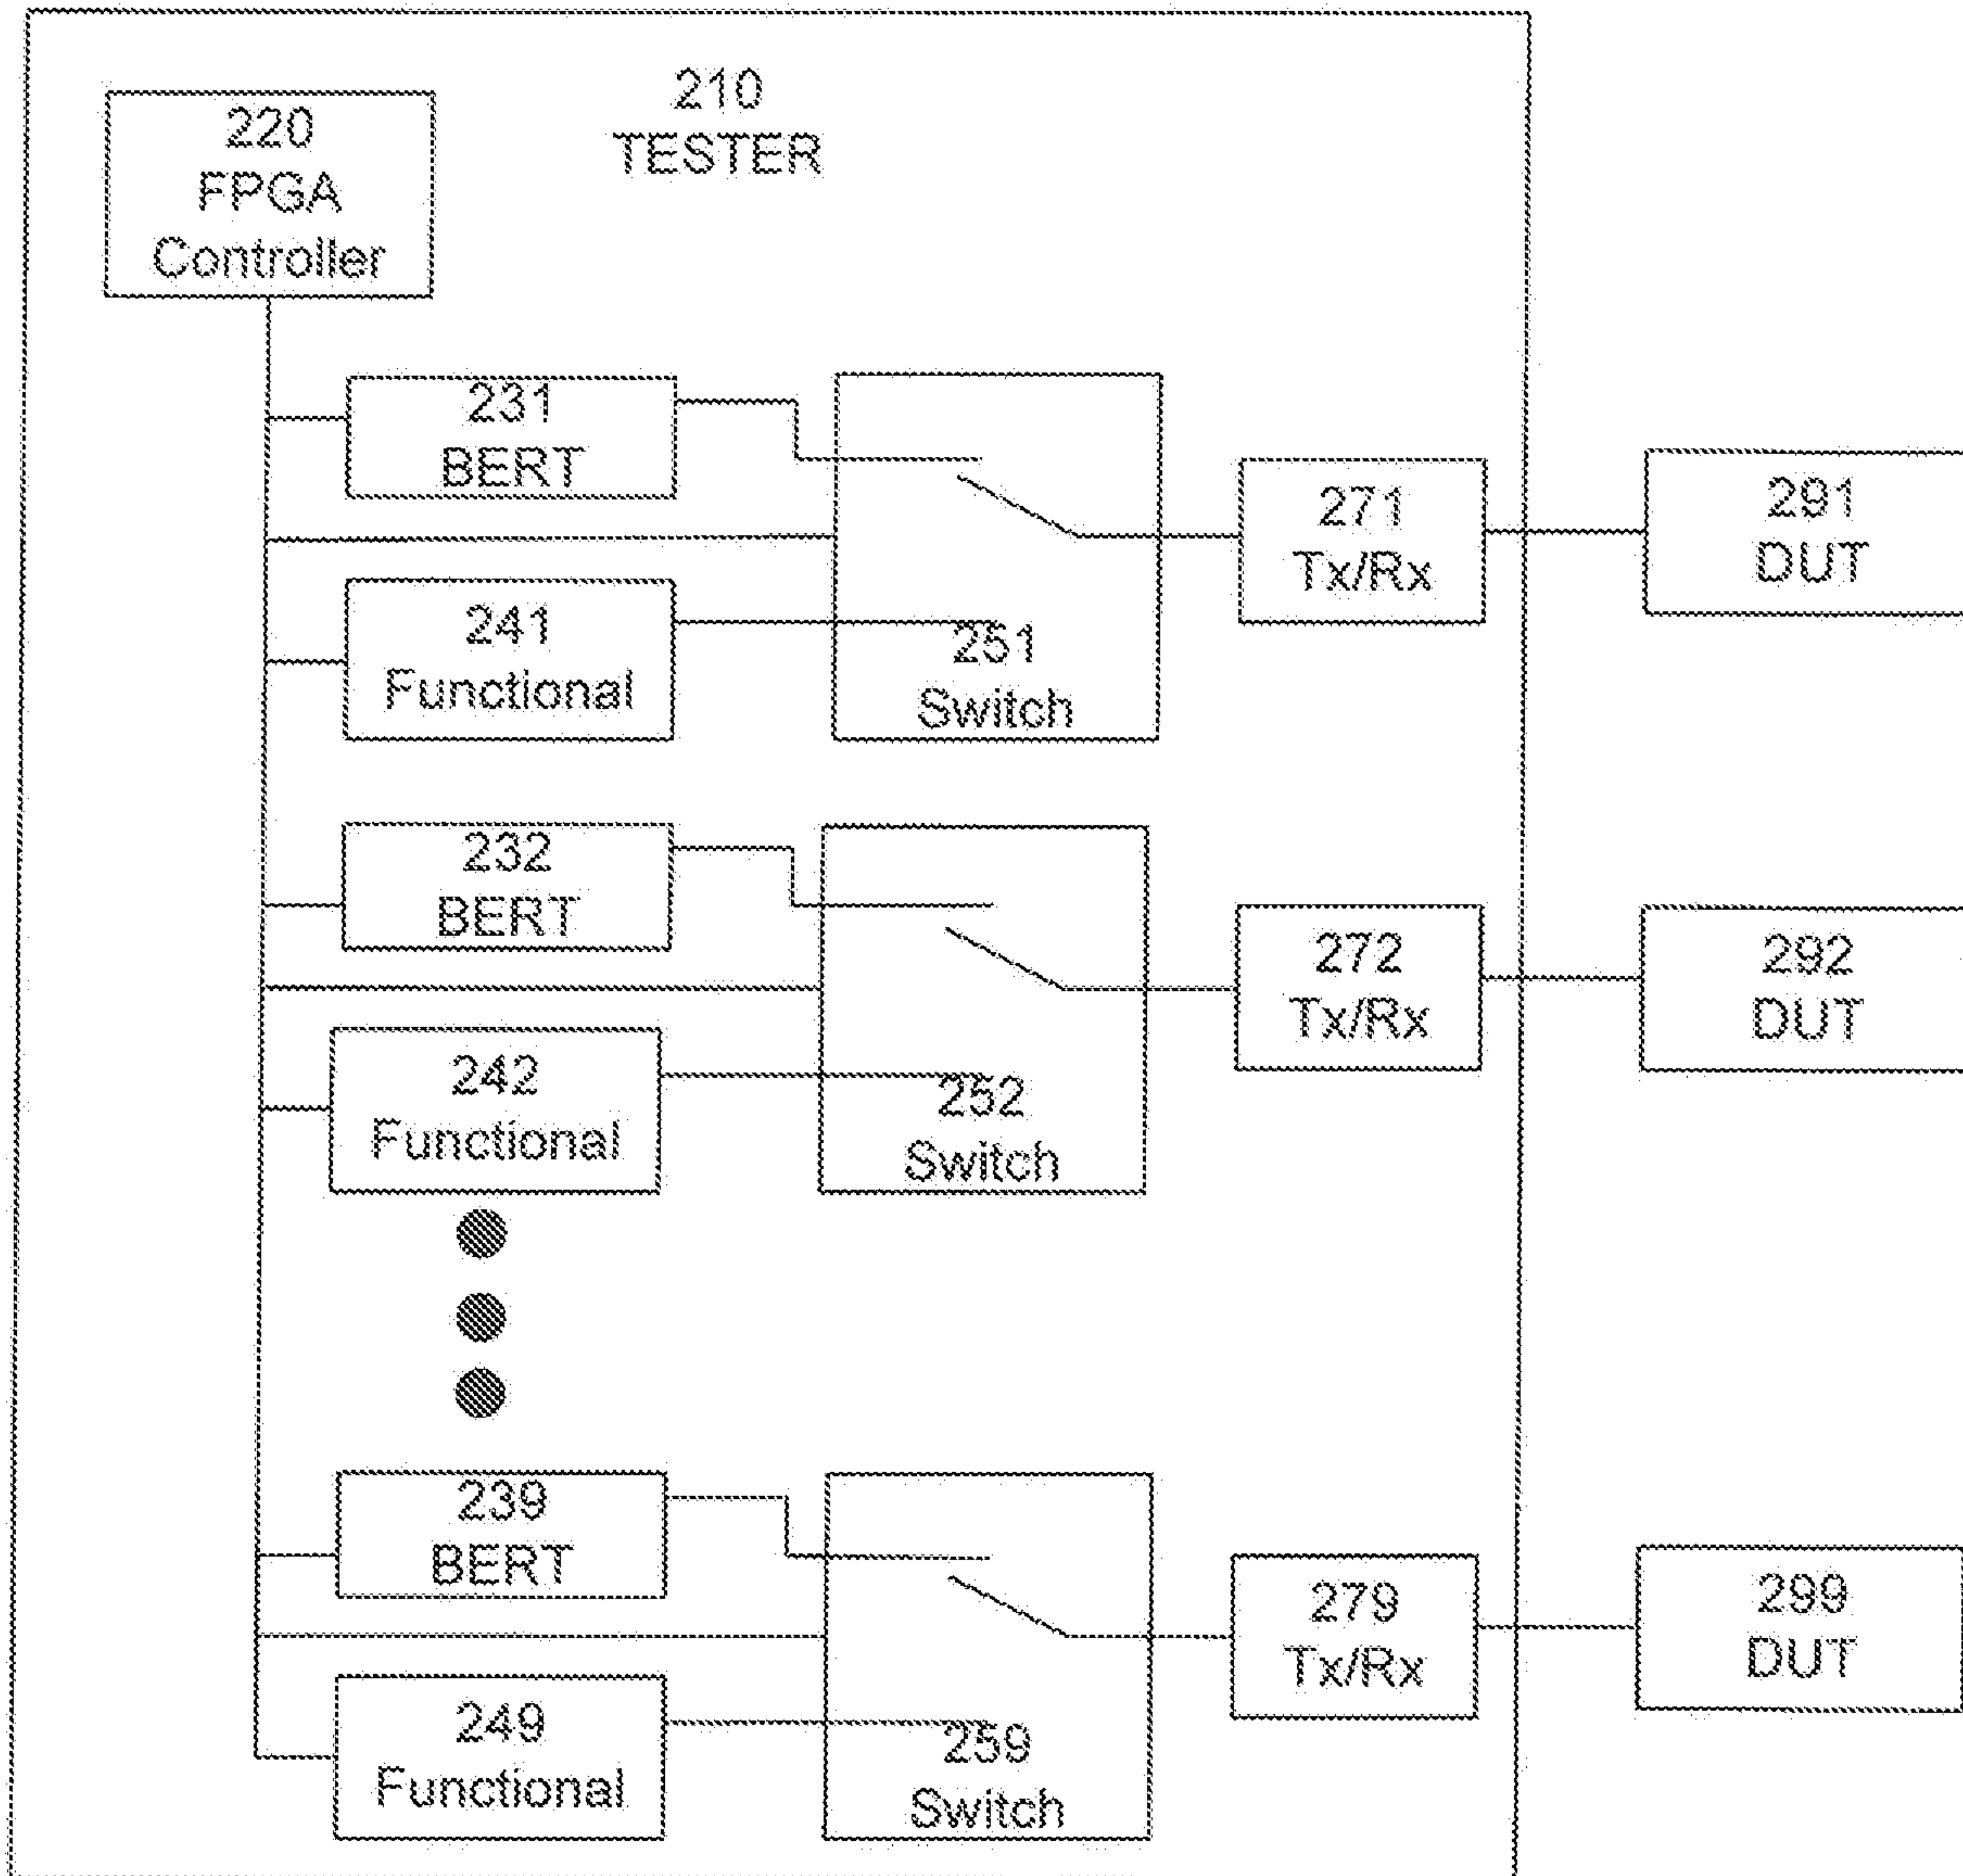 210
TESTER
220
FPGA
Controller
231
BERT
271
Tx/Rx
291
DUT
241
Functional
251
Switch
232
BERT
272
Tx/Rx
292
DUT
242
Functional
252
Switch
239
BERT
279
Tx/Rx
299
DUT
249
Functional
259
Switch